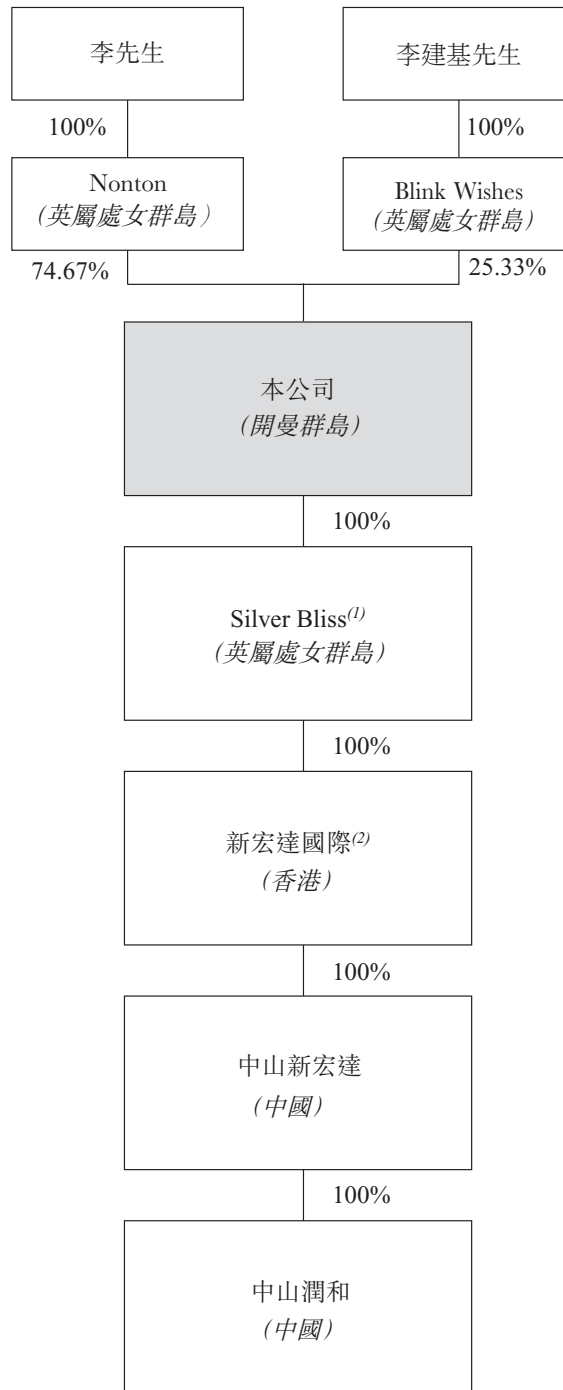 李先生
李建基先生
100%
100%
Nonton
(英屬處女群島)
Blink Wishes
(英屬處女群島)
74.67%
25.33%
本公司
(開曼群島)
100%
Silver Bliss(1)
(英屬處女群島)
100%
新宏達國際(2)
(香港)
100%
中山新宏達
(中國)
100%
中山潤和
(中國)